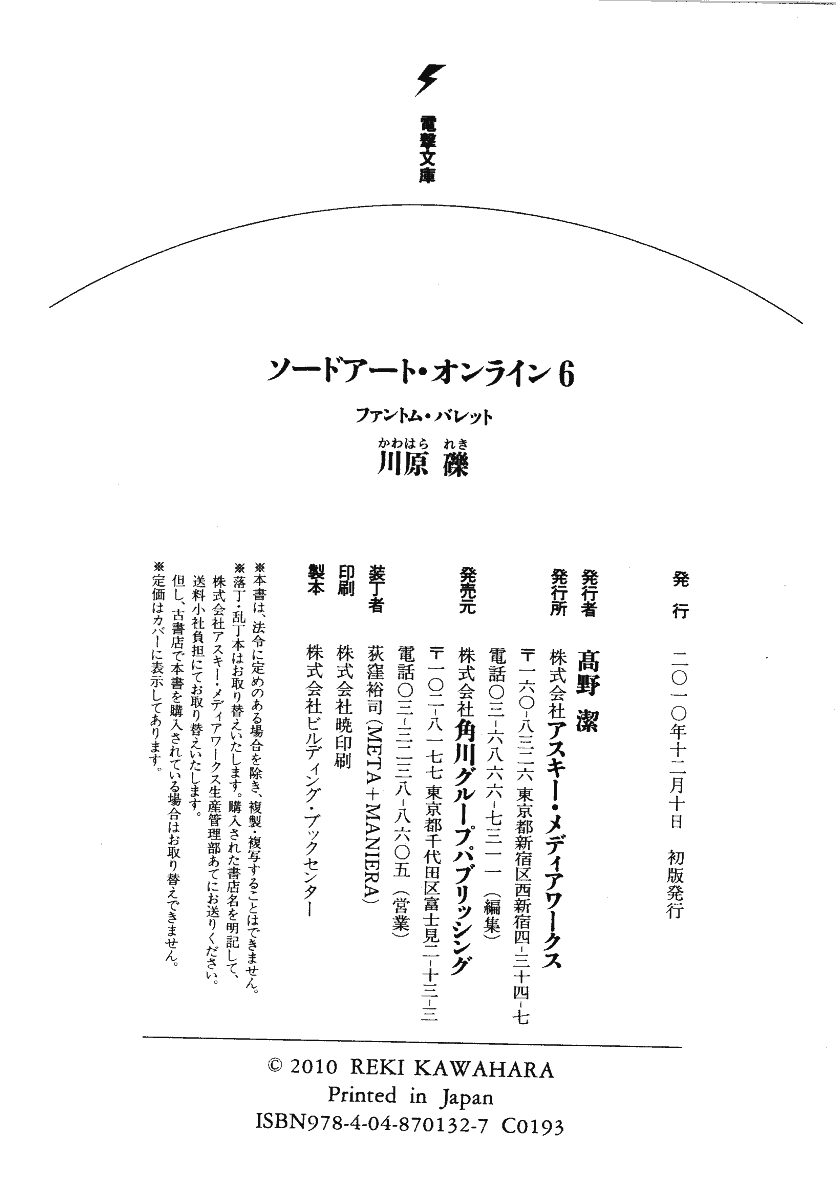 電撃文庫
ソードアート・オンライン6
ファントム・バレット
かわはら れき
川原 礫
発行 二〇一〇年十二月十日 初版発行
発行者 髙野 潔
発行所 株式会社アスキー・メディアワークス
〒一六〇-八三二六 東京都新宿区西新宿四-三十四-七
電話〇三-六八六六-七三一一（編集）
発売元 株式会社角川グループパブリッシング
〒一〇二-八一七七 東京都千代田区富士見二-十三-三
電話〇三-三二三八-八六〇五（営業）
装丁者 荻窪裕司(META+MANIERA)
印刷 株式会社暁印刷
製本 株式会社ビルディング・ブックセンター
※本書は、法令に定めのある場合を除き、複製・複写することはできません。
※落丁・乱丁本はお取り替えいたします。購入された書店名を明記して、
株式会社アスキー・メディアワークス生産管理部あてにお送りください。
送料小社負担にてお取り替えいたします。
但し、古書店で本書を購入されている場合はお取り替えできません。
※定価はカバーに表示してあります。
© 2010 REKI KAWAHARA
Printed in Japan
ISBN978-4-04-870132-7 C0193